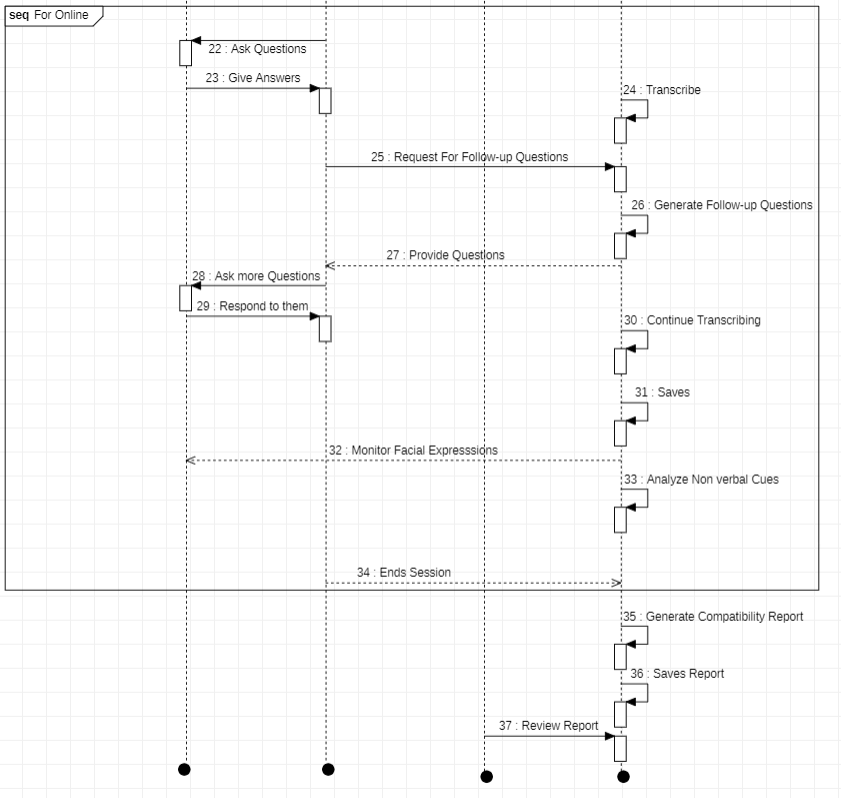 seq For Online
22 : Ask Questions
23 : Give Answers
24 : Transcribe
25 : Request For Follow-up Questions
26 : Generate Follow-up Questions
27 : Provide Questions
28 : Ask more Questions
29 : Respond to them
30 : Continue Transcribing
31 : Saves
32 : Monitor Facial Expresssions
33 : Analyze Non verbal Cues
34 : Ends Session
35 : Generate Compatibility Report
36 : Saves Report
37 : Review Report